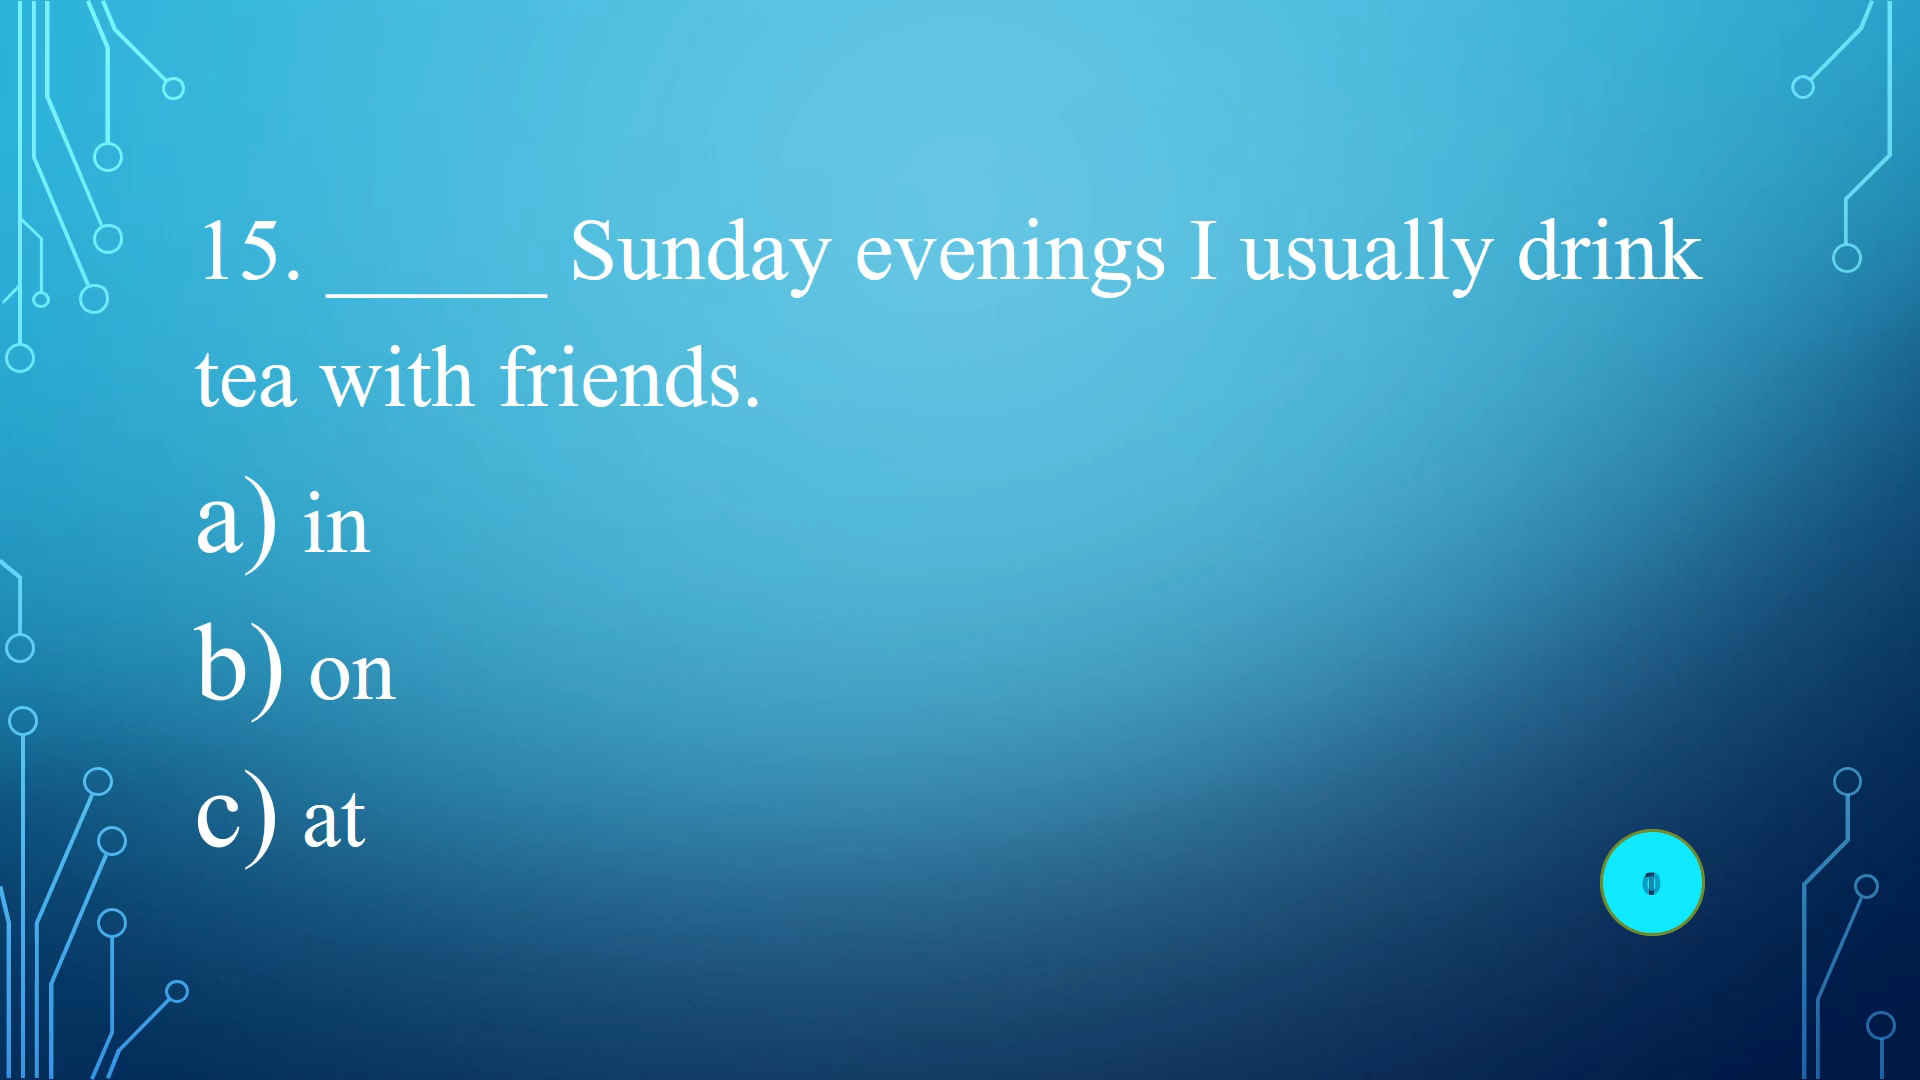 15. ______ Sunday evenings I usually drink
tea with friends.
a) in
b) on
c) at